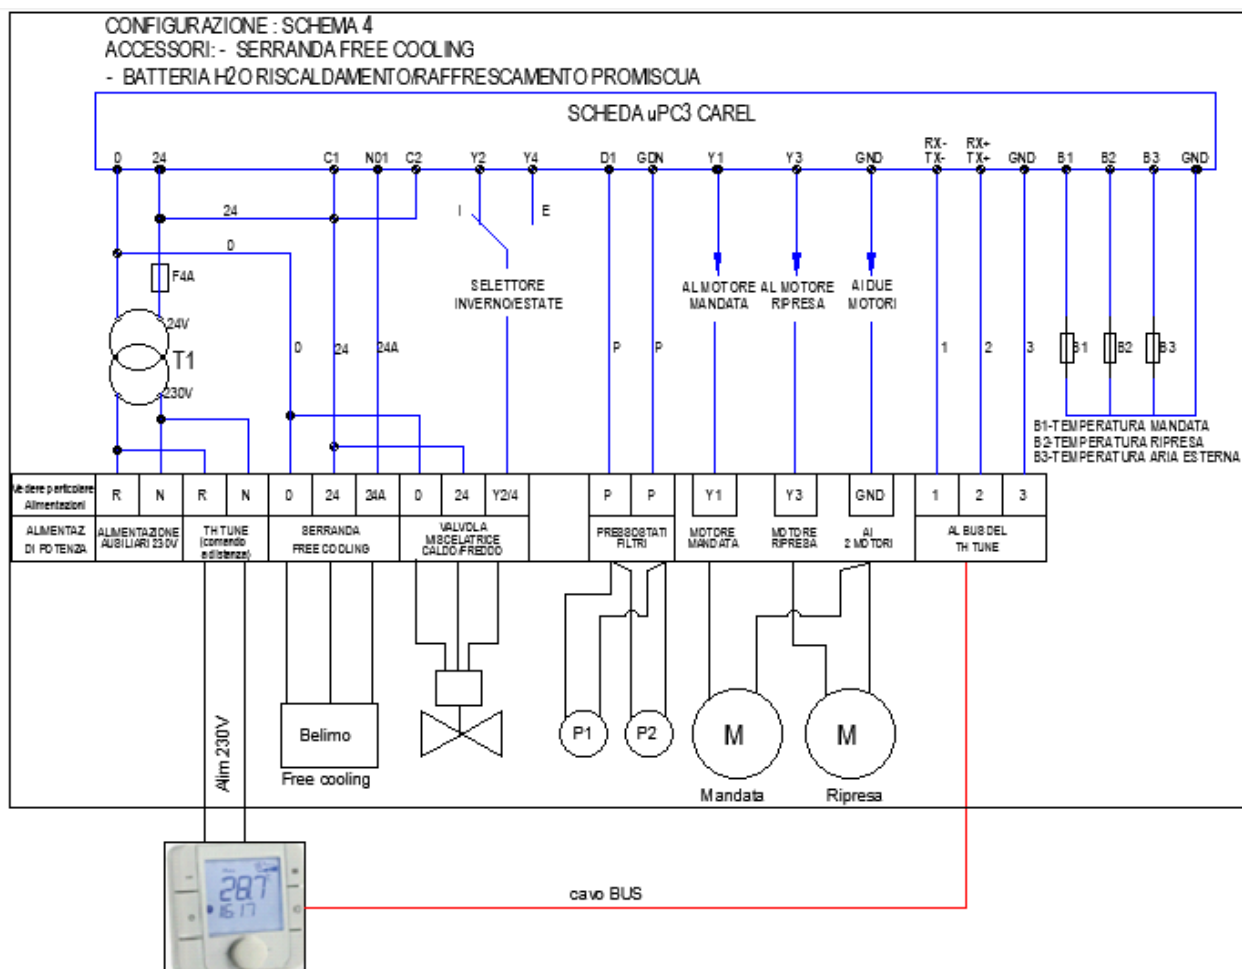 CONFIGURAZIONE : SCHEMA 4
ACCESSORI: - SERRANDA FREE COOLING
- BATTERIA H2O RISCALDAMENTO/RAFFRESCAMENTO PROMISCUA
SCHEDA uPC3 CAREL
RX- RX+
0 24 C1 N01 C2 Y2 Y4 D1 GDN Y1 Y3 GND TX- TX+ GND B1 B2 B3 GND
24 I E
0
F4A
SELETTORE
INVERNO/ESTATE
AL MOTORE
MANDATA
AL MOTORE
RIPRESA
AI DUE
MOTORI
24V
T1
230V
0 24 24A P P 1 2 3 B1 B2 B3
B1-TEMPERATURA MANDATA
B2-TEMPERATURA RIPRESA
B3-TEMPERATURA ARIA ESTERNA
Vedere particolare
Alimentazioni
R N R N 0 24 24A 0 24 Y2/4 P P Y1 Y3 GND 1 2 3
ALIMENTAZ.
DI POTENZA
ALIMENTAZIONE
AUSILIARI 230V
TH TUNE
(comando
a distanza)
SERRANDA
FREE COOLING
VALVOLA
MISCELATRICE
CALDO/FREDDO
PRESSOSTATI
FILTRI
MOTORE
MANDATA
MOTORE
RIPRESA
AI
2 MOTORI
AL BUS DEL
TH TUNE
Alim 230V
Belimo
Free cooling
P1 P2
M M
Mandata Ripresa
28.7
16:17
cavo BUS